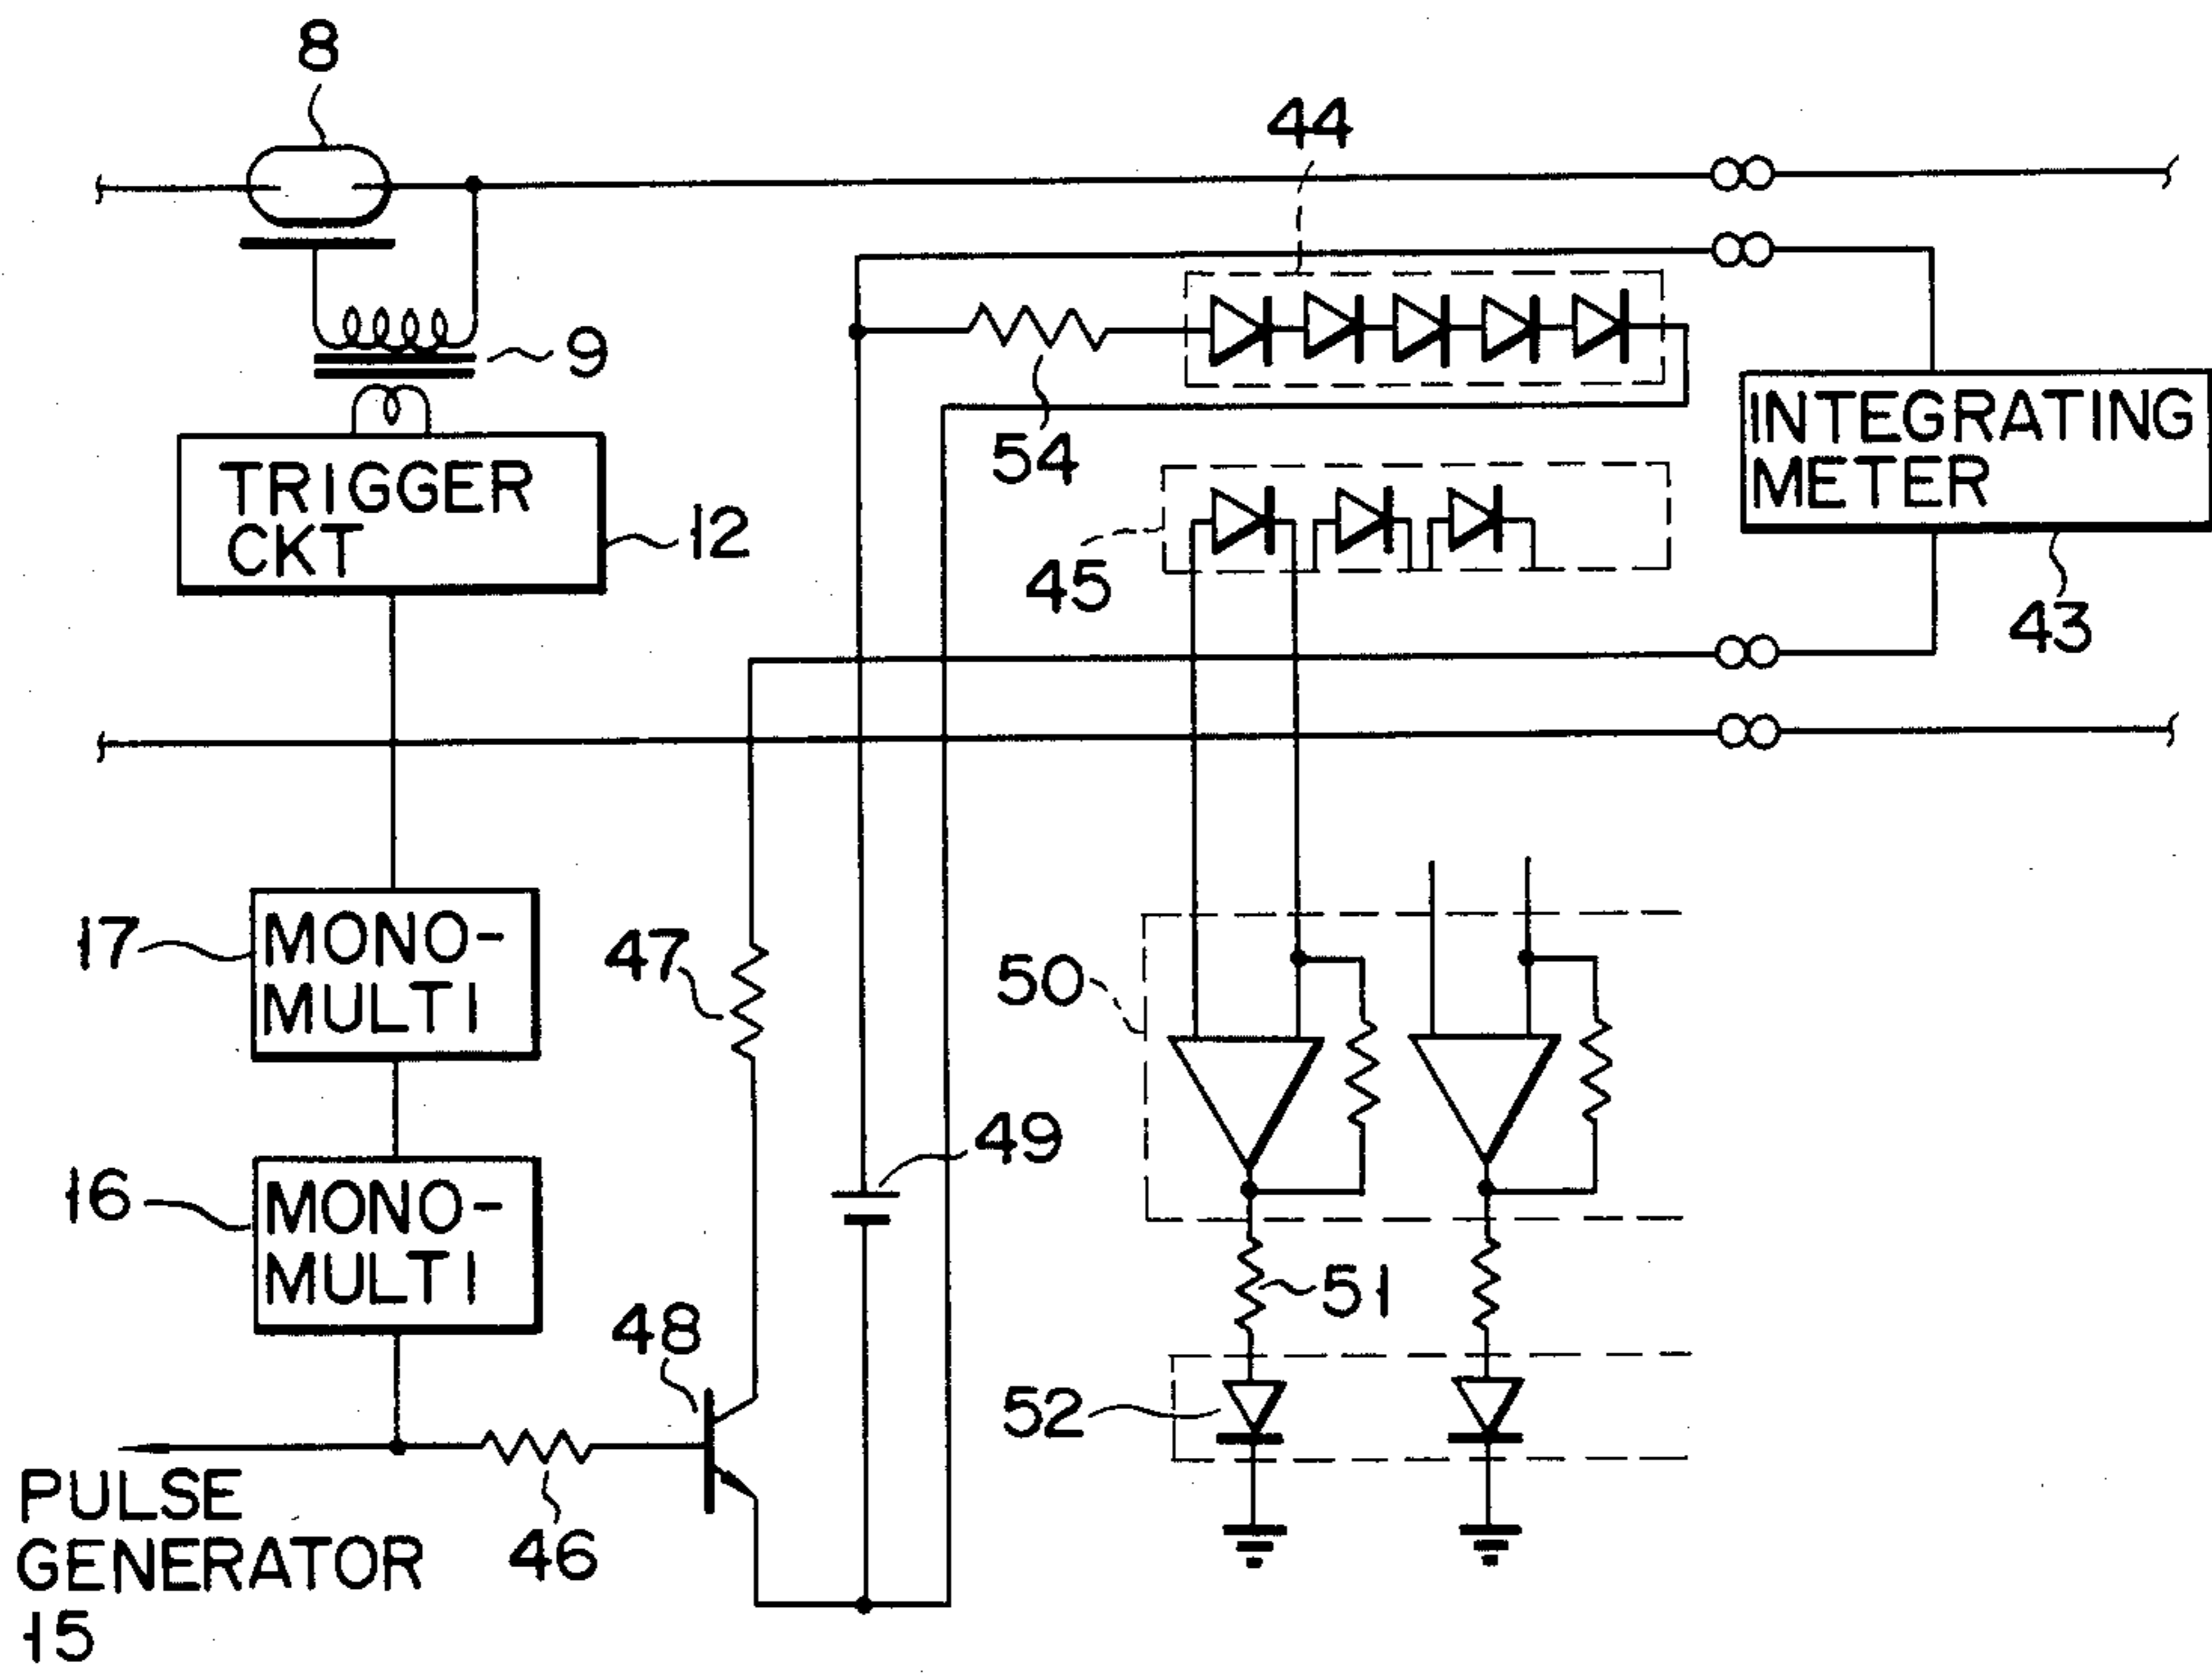 8
44
9
54
INTEGRATING
METER
TRIGGER
CKT
12
45
43
17
MONO-
MULTI
47
50
49
16
MONO-
MULTI
51
48
52
PULSE
GENERATOR
15
46